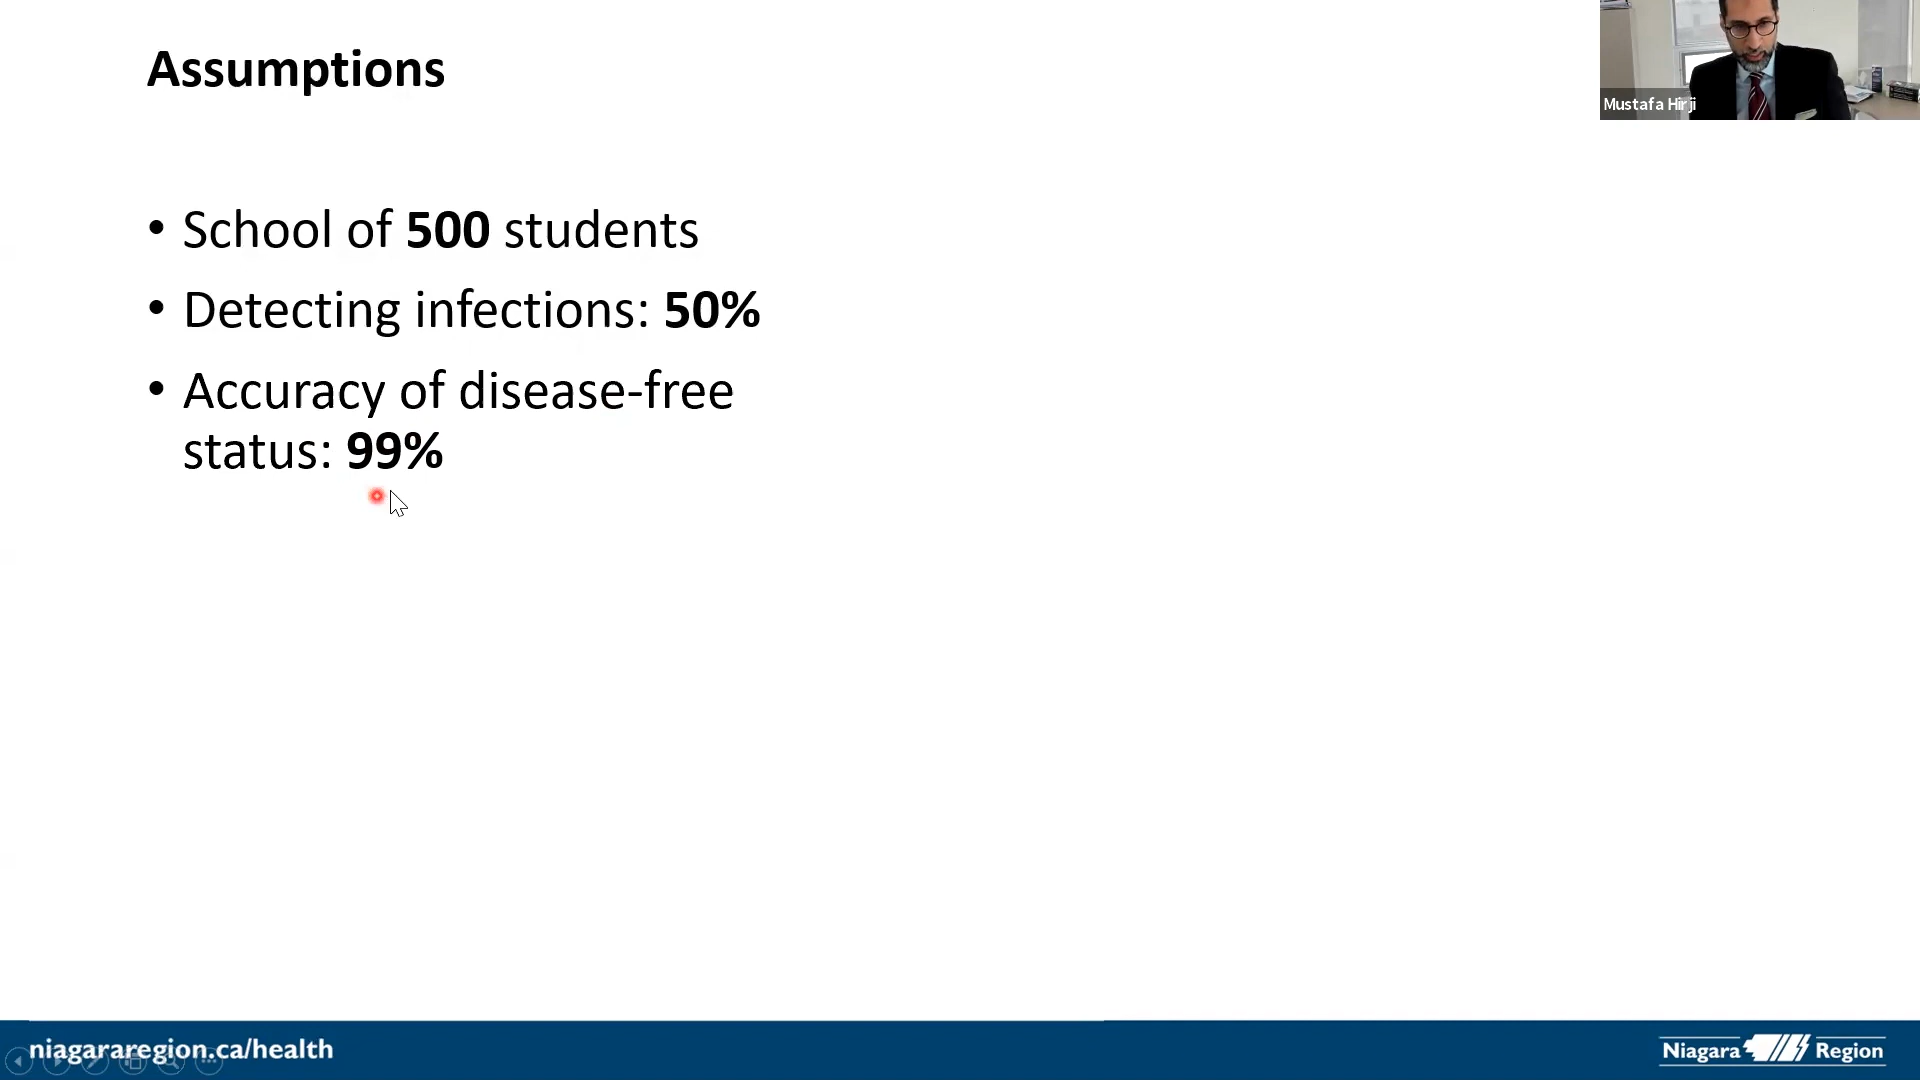 Assumptions
Mustafa Hirji
• School of 500 students
• Detecting infections: 50%
• Accuracy of disease-free
status: 99%
niagararegion.ca/health
Niagara Region